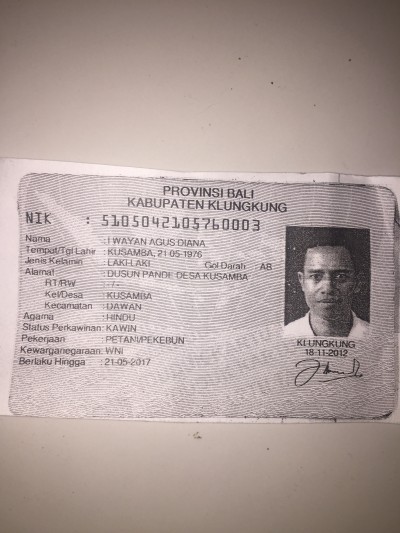 PROVINSI BALI
KABUPATEN KLUNGKUNG
NIK : 5105042105760003
Nama : I WAYAN AGUS DIANA
Tempat/Tgl Lahir : KUSAMBA, 21-05-1976
Jenis Kelamin : LAKI-LAKI Gol Darah AB
Alamat : DUSUN PANDE DESA KUSAMBA
RT/RW : -/-
Kel/Desa : KUSAMBA
Kecamatan : DAWAN
Agama : HINDU
Status Perkawinan: KAWIN
Pekerjaan : PETANI/PEKEBUN
Kewarganegaraan: WNI
Berlaku Hingga : 21-05-2017
KLUNGKUNG
18-11-2012